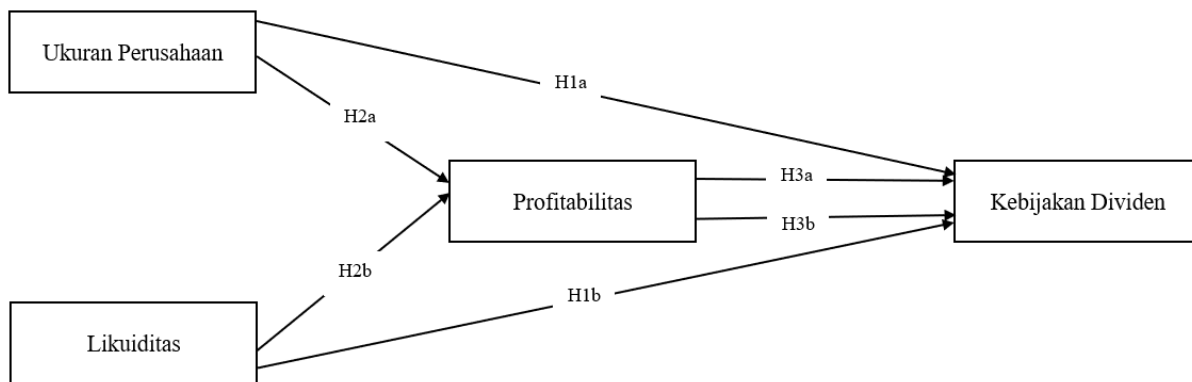 Ukuran Perusahaan
H1a
H2a
Profitabilitas
H3a
H3b
Kebijakan Dividen
H2b
H1b
Likuiditas